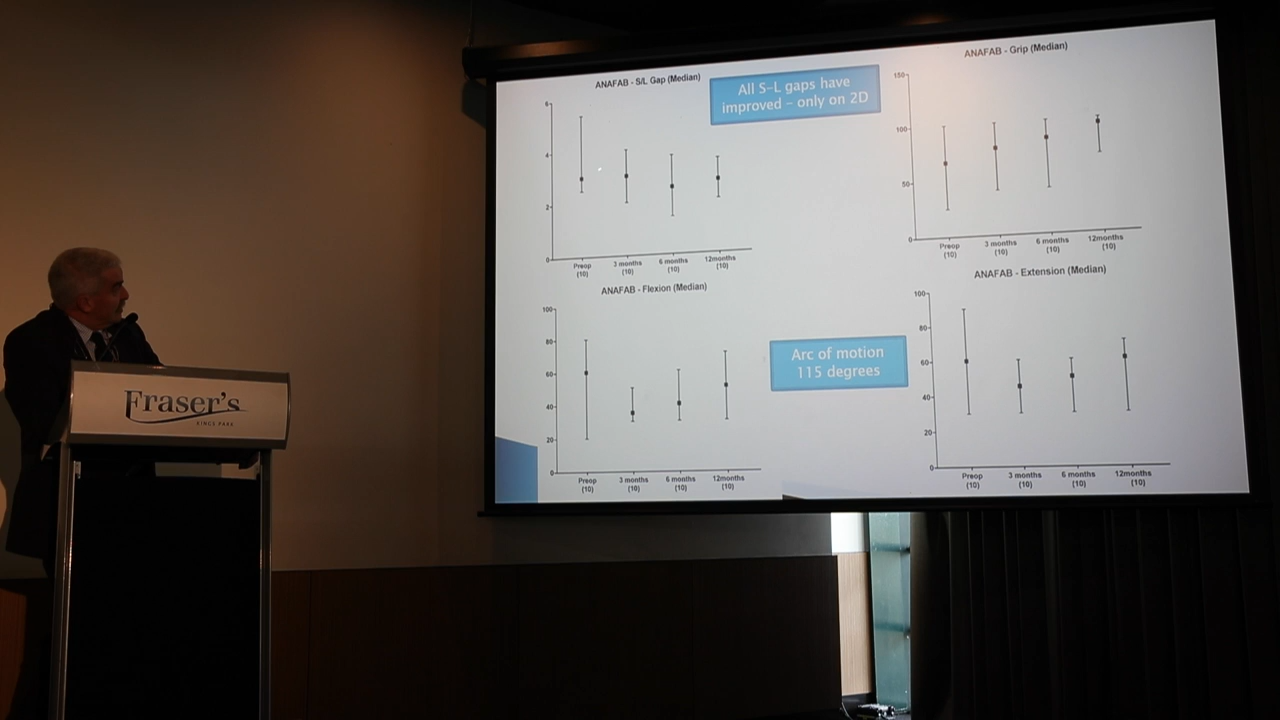 ANAFAB - S/L Gap (Median)
All S-L gaps have
improved - only on 2D
6
4
2
0
Preop
(10)
3 months
(10)
6 months
(10)
12months
(10)
ANAFAB - Grip (Median)
150
100
50
0
Preop
(10)
3 months
(10)
6 months
(10)
12months
(10)
ANAFAB - Flexion (Median)
100
80
60
40
20
0
Preop
(10)
3 months
(10)
6 months
(10)
12months
(10)
Arc of motion
115 degrees
ANAFAB - Extension (Median)
100
80
60
40
20
0
Preop
(10)
3 months
(10)
6 months
(10)
12months
(10)
Fraser's
KINGS PARK